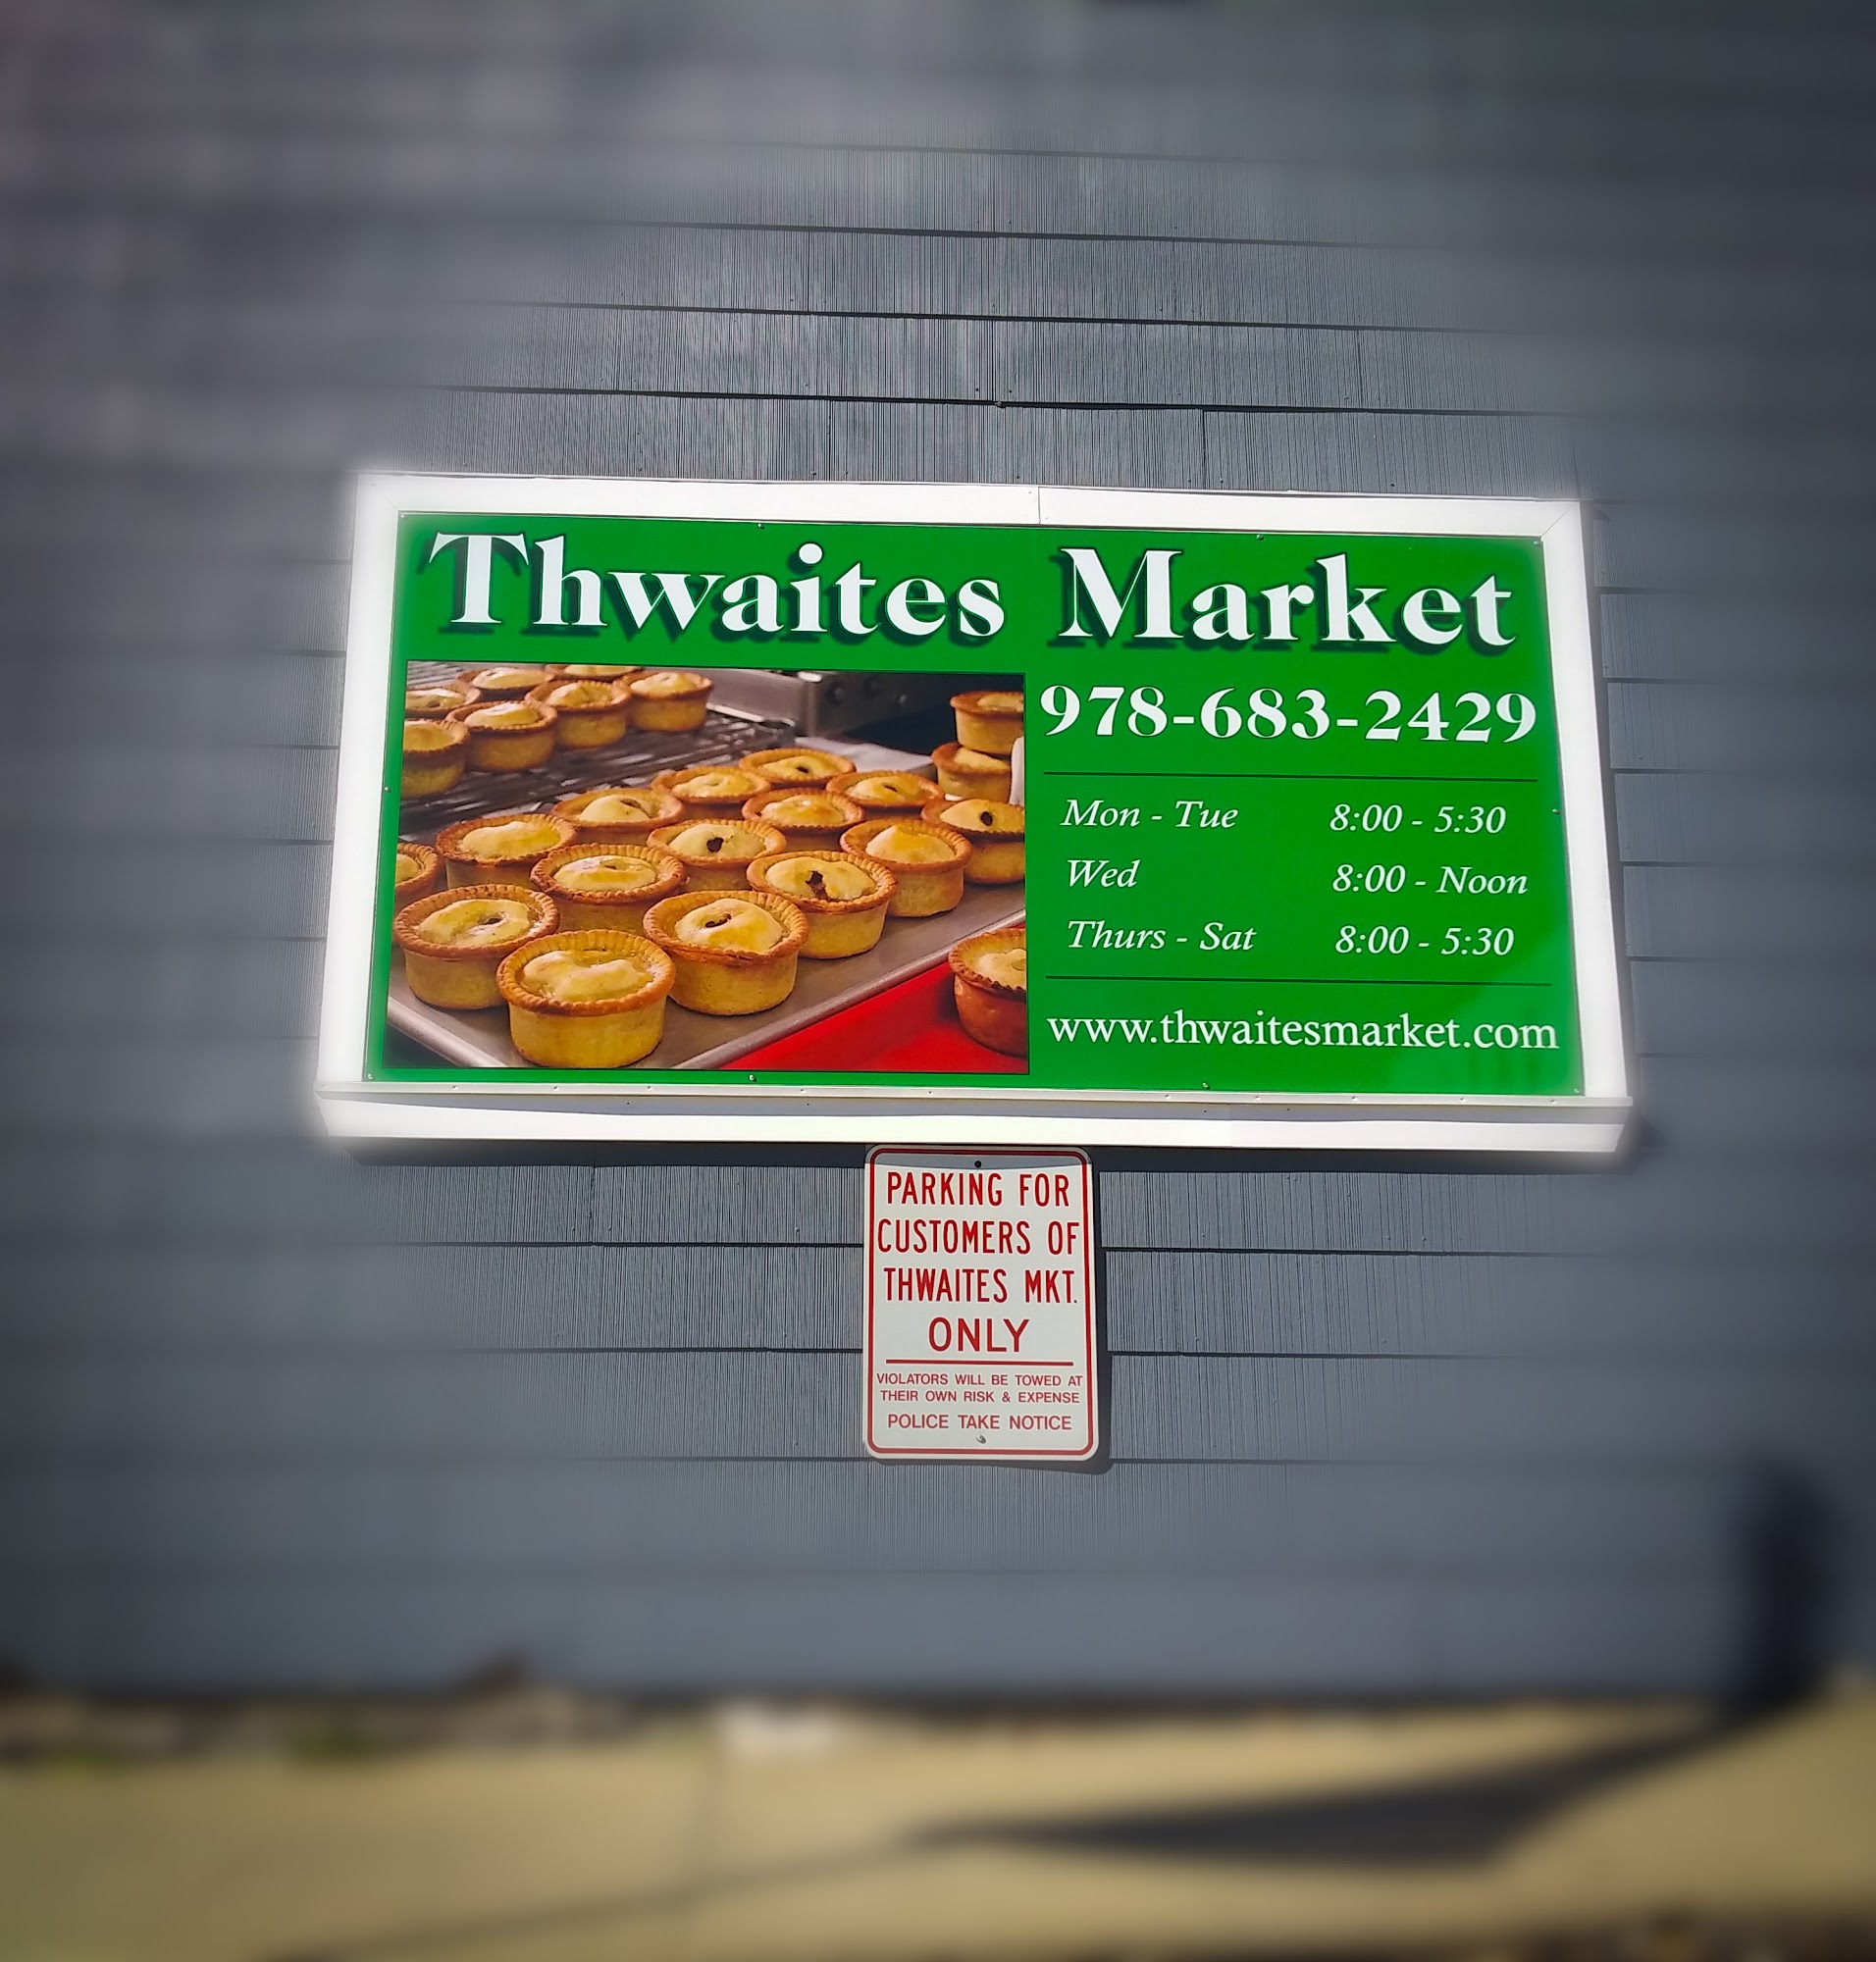 Thwaites Market
978-683-2429
Mon - Tue 8:00 - 5:30
Wed 8:00 - Noon
Thurs - Sat 8:00 - 5:30
www.thwaitesmarket.com
PARKING FOR
CUSTOMERS OF
THWAITES MKT.
ONLY
VIOLATORS WILL BE TOWED AT
THEIR OWN RISK & EXPENSE
POLICE TAKE NOTICE